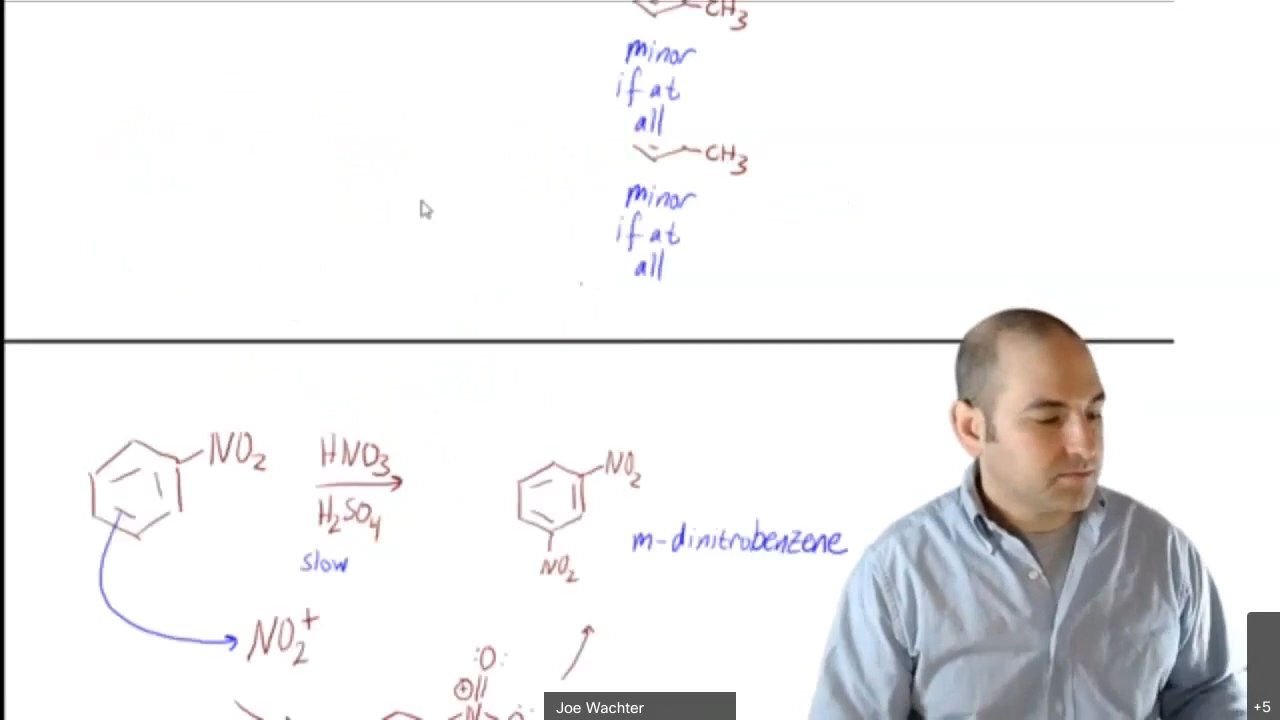 CH3
minor
if at
all
CH3
minor
if at
all
NO2
HNO3
H2SO4
slow
NO2
NO2
m-dinitrobenzene
NO2+
:O:
⊕
N
O:
Joe Wachter
+5